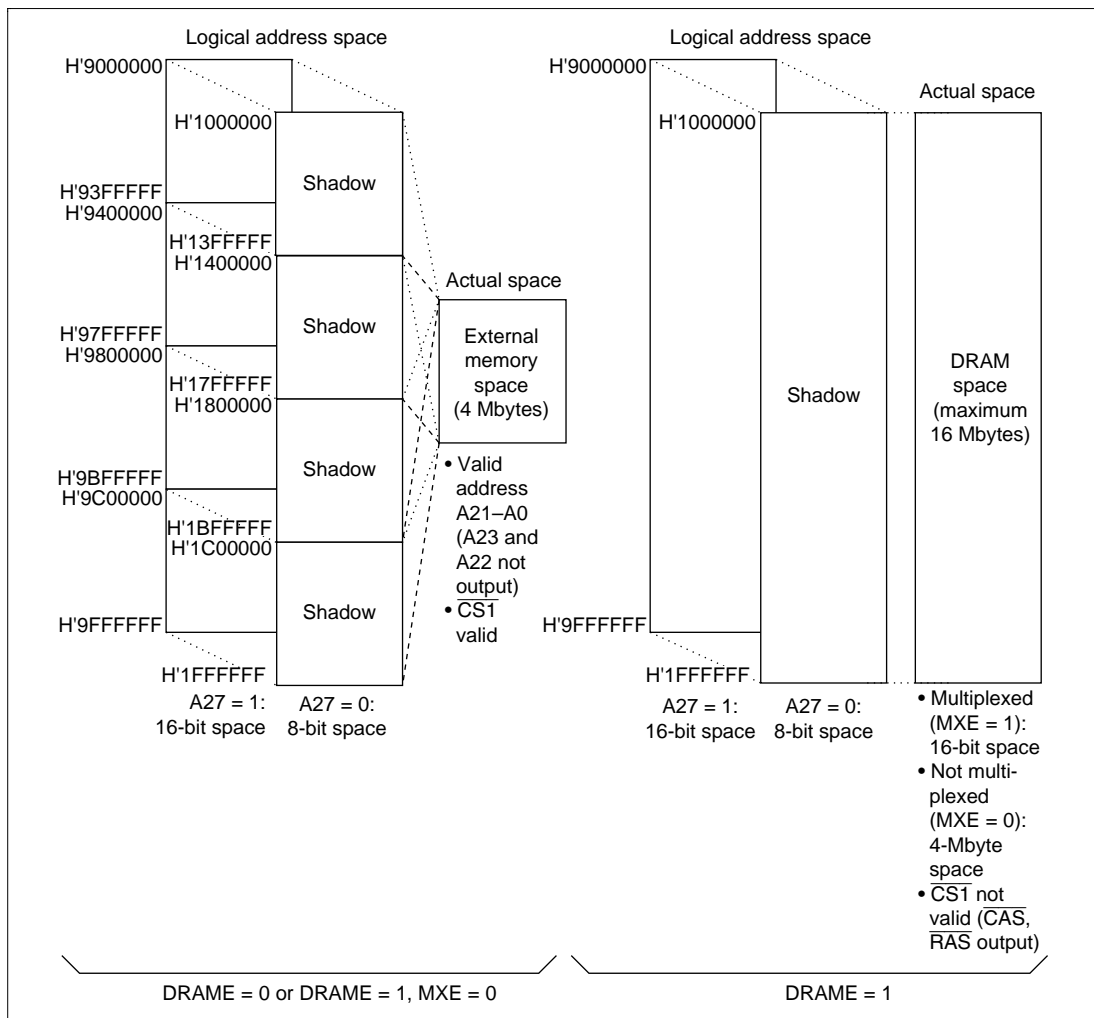 Logical address space
H'9000000
H'1000000
Shadow
H'93FFFFF
H'9400000
H'13FFFFF
H'1400000
Shadow
H'97FFFFF
H'9800000
H'17FFFFF
H'1800000
Shadow
H'9BFFFFF
H'9C00000
H'1BFFFFF
H'1C00000
Shadow
H'9FFFFFF
H'1FFFFFF
A27 = 1:
16-bit space
A27 = 0:
8-bit space
Actual space
External
memory
space
(4 Mbytes)
• Valid
address
A21–A0
(A23 and
A22 not
output)
• CS1
valid
DRAME = 0 or DRAME = 1, MXE = 0
Logical address space
H'9000000
H'1000000
Shadow
H'9FFFFFF
H'1FFFFFF
A27 = 1:
16-bit space
A27 = 0:
8-bit space
Actual space
DRAM
space
(maximum
16 Mbytes)
• Multiplexed
(MXE = 1):
16-bit space
• Not multi-
plexed
(MXE = 0):
4-Mbyte
space
• CS1 not
valid (CAS,
RAS output)
DRAME = 1